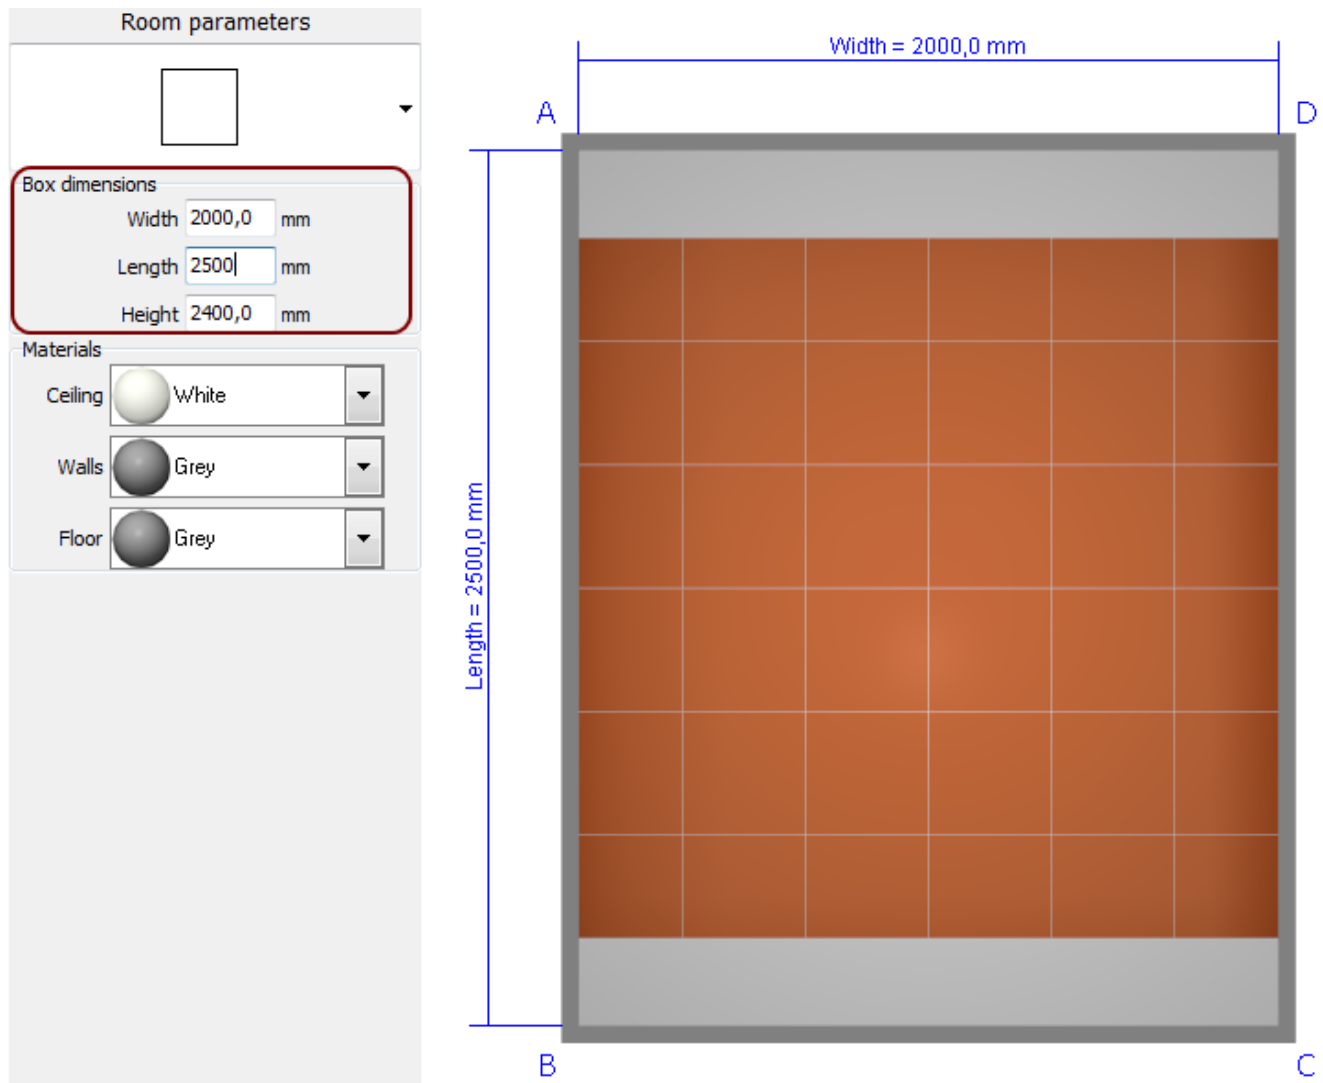 Room parameters
Box dimensions
Width 2000,0 mm
Length 2500 mm
Height 2400,0 mm
Materials
Ceiling White
Walls Grey
Floor Grey
Width = 2000,0 mm
A
D
Length = 2500,0 mm
B
C